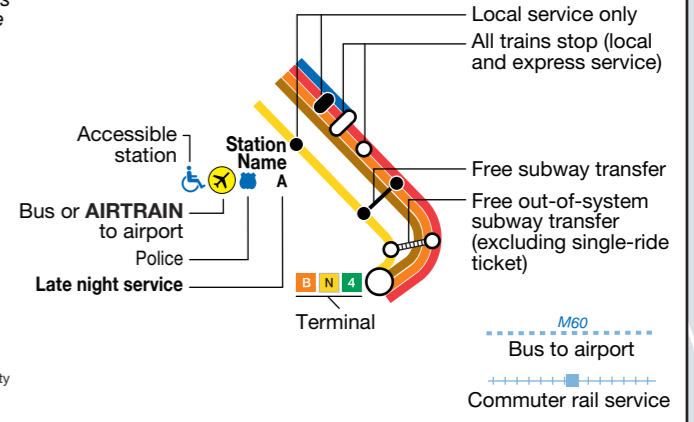 s
e
Local service only
All trains stop (local
and express service)
Accessible
station
Station
Name
A
Free subway transfer
Bus or AIRTRAIN
to airport
Free out-of-system
subway transfer
(excluding single-ride
ticket)
Police
Late night service
B N 4
Terminal
M60
Bus to airport
ty
Commuter rail service